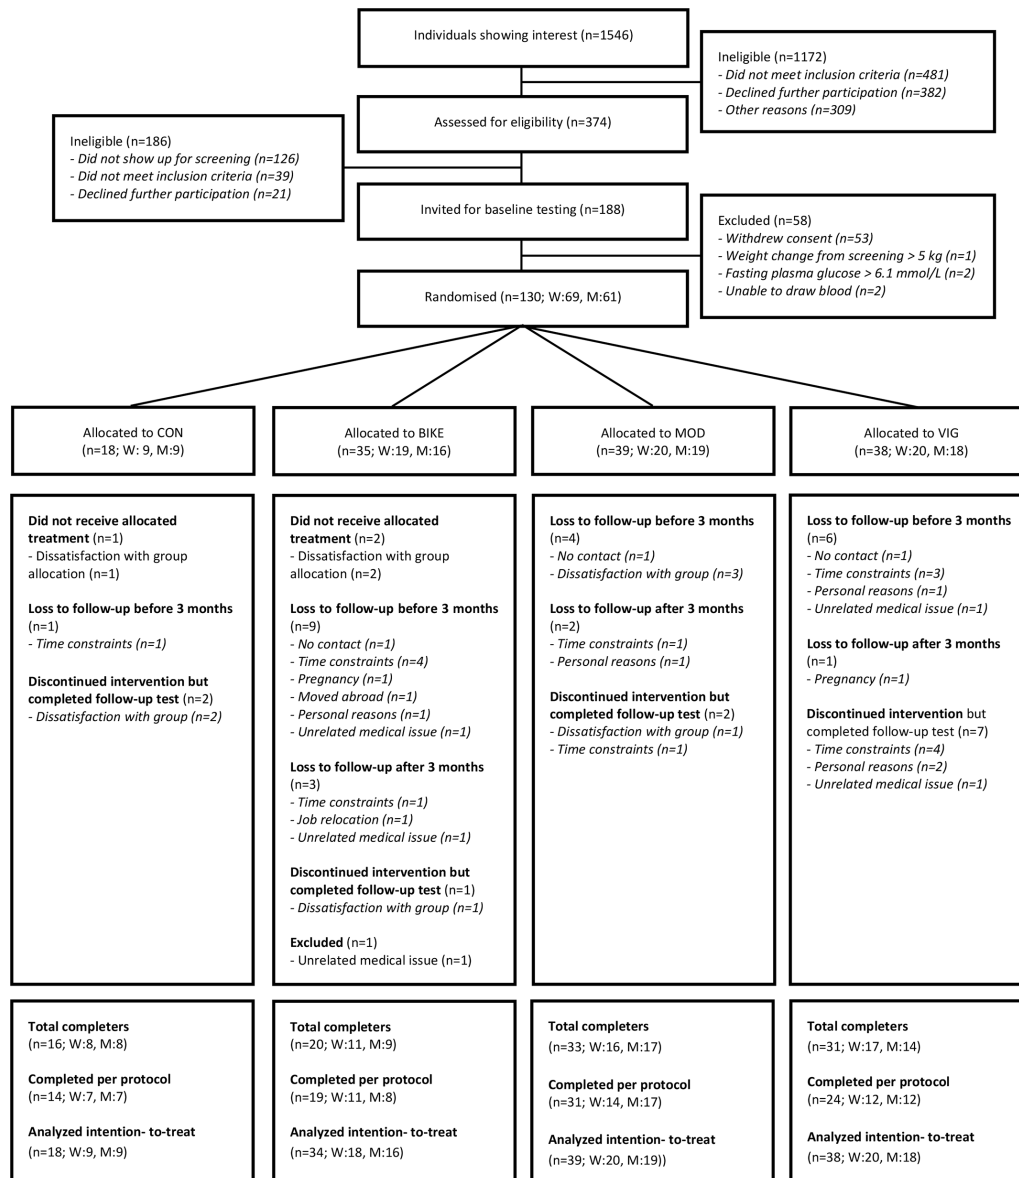 Individuals showing interest (n=1546)
Ineligible (n=1172)
- Did not meet inclusion criteria (n=481)
- Declined further participation (n=382)
- Other reasons (n=309)
Assessed for eligibility (n=374)
Ineligible (n=186)
- Did not show up for screening (n=126)
- Did not meet inclusion criteria (n=39)
- Declined further participation (n=21)
Invited for baseline testing (n=188)
Excluded (n=58)
- Withdrew consent (n=53)
- Weight change from screening > 5 kg (n=1)
- Fasting plasma glucose > 6.1 mmol/L (n=2)
- Unable to draw blood (n=2)
Randomised (n=130; W:69, M:61)
Allocated to CON
(n=18; W: 9, M:9)
Allocated to BIKE
(n=35; W:19, M:16)
Allocated to MOD
(n=39; W:20, M:19)
Allocated to VIG
(n=38; W:20, M:18)
Did not receive allocated
treatment (n=1)
- Dissatisfaction with group
allocation (n=1)
Loss to follow-up before 3 months
(n=1)
- Time constraints (n=1)
Discontinued intervention but
completed follow-up test (n=2)
- Dissatisfaction with group (n=2)
Did not receive allocated
treatment (n=2)
- Dissatisfaction with group
allocation (n=2)
Loss to follow-up before 3 months
(n=9)
- No contact (n=1)
- Time constraints (n=4)
- Pregnancy (n=1)
- Moved abroad (n=1)
- Personal reasons (n=1)
- Unrelated medical issue (n=1)
Loss to follow-up after 3 months
(n=3)
- Time constraints (n=1)
- Job relocation (n=1)
- Unrelated medical issue (n=1)
Discontinued intervention but
completed follow-up test (n=1)
- Dissatisfaction with group (n=1)
Excluded (n=1)
- Unrelated medical issue (n=1)
Loss to follow-up before 3 months
(n=4)
- No contact (n=1)
- Dissatisfaction with group (n=3)
Loss to follow-up after 3 months
(n=2)
- Time constraints (n=1)
- Personal reasons (n=1)
Discontinued intervention but
completed follow-up test (n=2)
- Dissatisfaction with group (n=1)
- Time constraints (n=1)
Loss to follow-up before 3 months
(n=6)
- No contact (n=1)
- Time constraints (n=3)
- Personal reasons (n=1)
- Unrelated medical issue (n=1)
Loss to follow-up after 3 months
(n=1)
- Pregnancy (n=1)
Discontinued intervention but
completed follow-up test (n=7)
- Time constraints (n=4)
- Personal reasons (n=2)
- Unrelated medical issue (n=1)
Total completers
(n=16; W:8, M:8)
Completed per protocol
(n=14; W:7, M:7)
Analyzed intention- to-treat
(n=18; W:9, M:9)
Total completers
(n=20; W:11, M:9)
Completed per protocol
(n=19; W:11, M:8)
Analyzed intention- to-treat
(n=34; W:18, M:16)
Total completers
(n=33; W:16, M:17)
Completed per protocol
(n=31; W:14, M:17)
Analyzed intention- to-treat
(n=39; W:20, M:19))
Total completers
(n=31; W:17, M:14)
Completed per protocol
(n=24; W:12, M:12)
Analyzed intention- to-treat
(n=38; W:20, M:18)